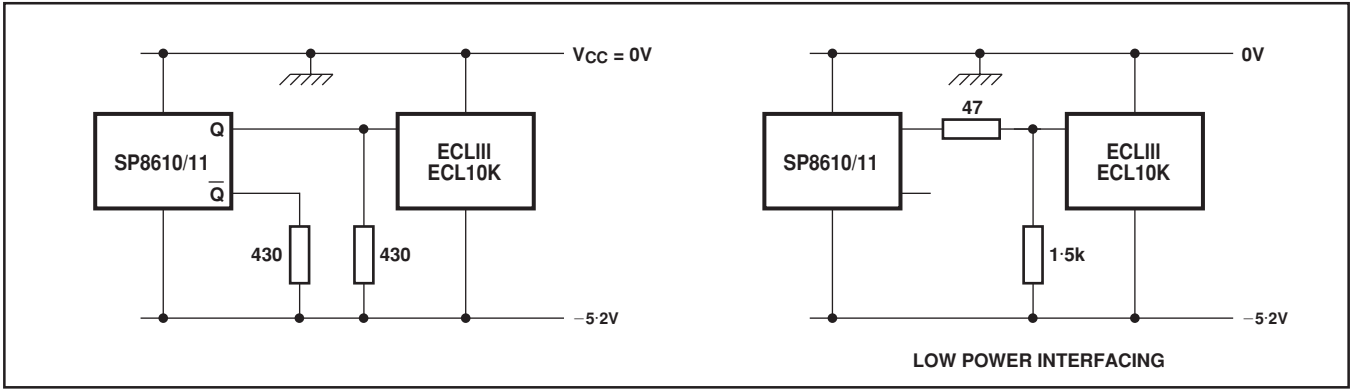 VCC = 0V
Q
SP8610/11
Q̅
ECLIII
ECL10K
430
430
−5·2V
0V
47
SP8610/11
ECLIII
ECL10K
1·5k
−5·2V
LOW POWER INTERFACING